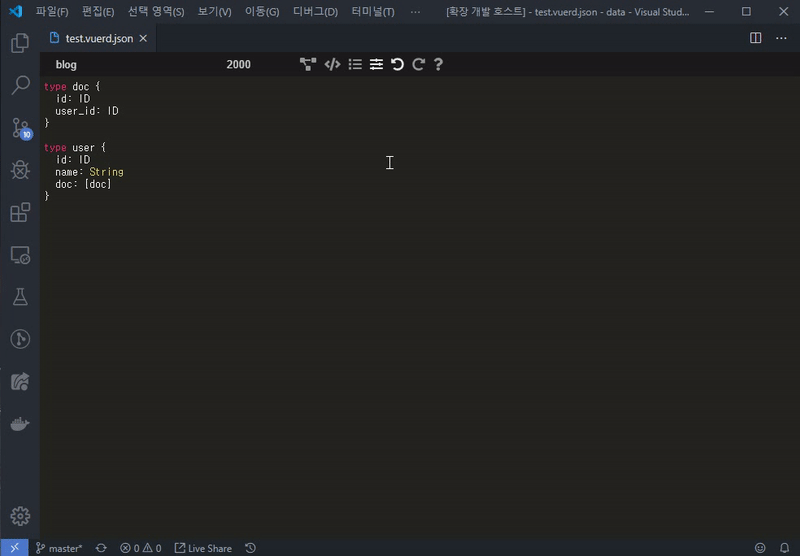 파일(F) 편집(E) 선택 영역(S) 보기(V) 이동(G) 디버그(D) 터미널(T) ··· [확장 개발 호스트] - test.vuerd.json - data - Visual Stud...
test.vuerd.json
blog 2000
type doc {
id: ID
user_id: ID
}
type user {
id: ID
name: String
doc: [doc]
}
10
master* 0 0 Live Share